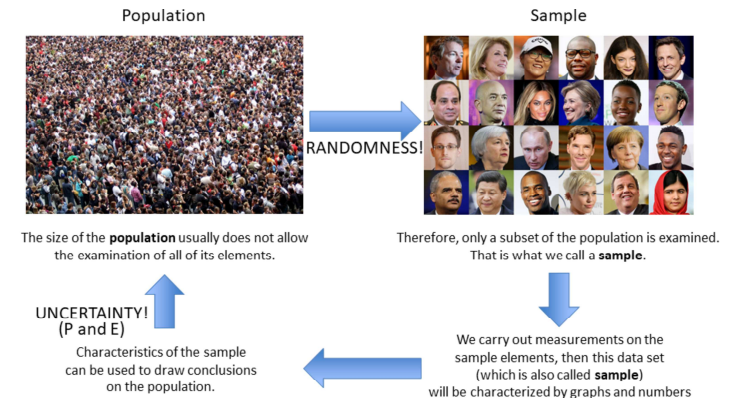 Population
Sample
RANDOMNESS!
The size of the population usually does not allow
the examination of all of its elements.
Therefore, only a subset of the population is examined.
That is what we call a sample.
We carry out measurements on the
sample elements, then this data set
(which is also called sample)
will be characterized by graphs and numbers
Characteristics of the sample
can be used to draw conclusions
on the population.
UNCERTAINTY!
(P and E)